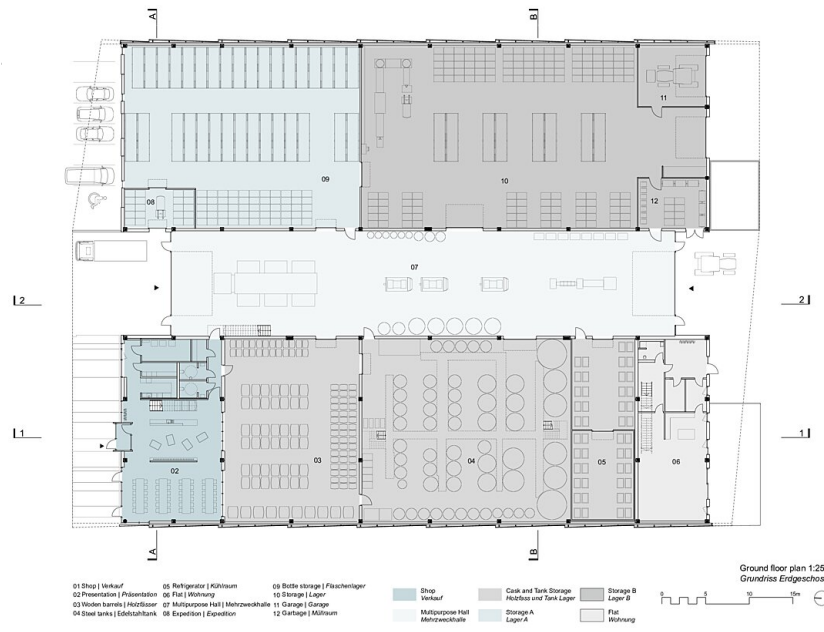 A
B
11
09
10
08
12
07
2
2
1
1
02
03
04
05
06
A
B
Ground floor plan 1:25
Grundriss Erdgeschos
01 Shop | Verkauf
02 Presentation | Präsentation
03 Woden barrels | Holzfässer
04 Steel tanks | Edelstahltank
05 Refrigerator | Kühlraum
06 Flat | Wohnung
07 Multipurpose Hall | Mehrzweckhalle
08 Expedition | Expedition
09 Bottle storage | Flaschenlager
10 Storage | Lager
11 Garage | Garage
12 Garbage | Müllraum
Shop
Verkauf
Multipurpose Hall
Mehrzweckhalle
Cask and Tank Storage
Holzfass und Tank Lager
Storage A
Lager A
Storage B
Lager B
Flat
Wohnung
0 5 10 15m